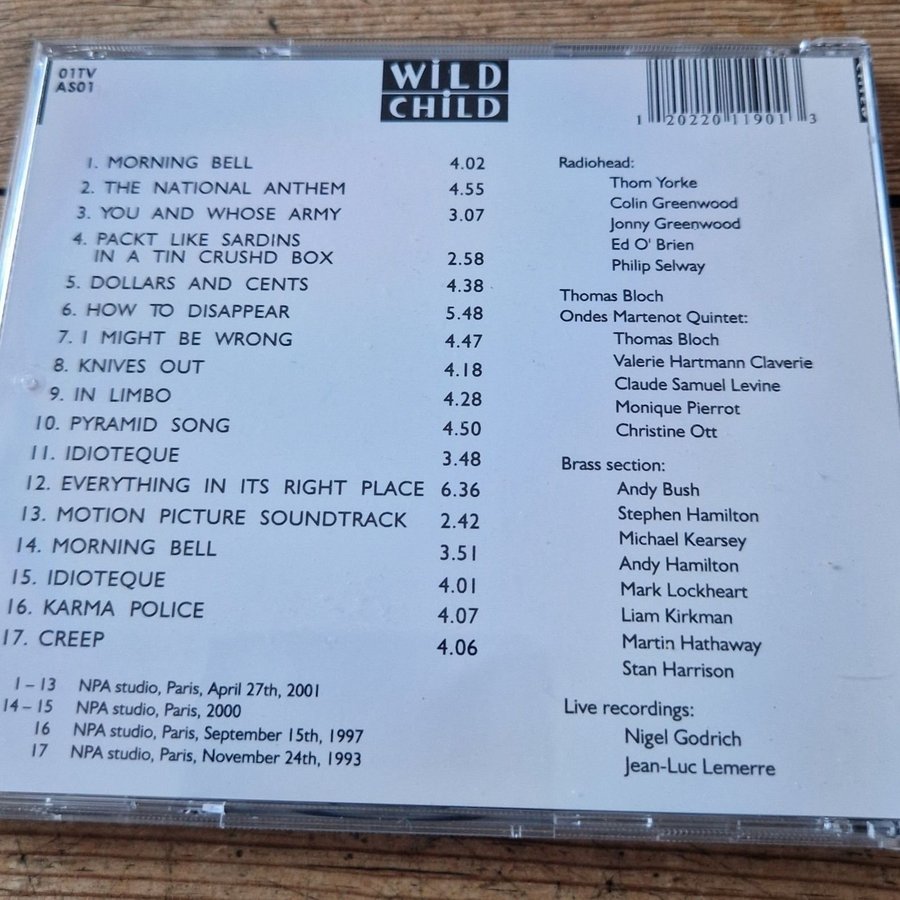 01TV
AS01
WiLD
CHiLD
1 20220 11901 3
1. MORNING BELL 4.02
2. THE NATIONAL ANTHEM 4.55
3. YOU AND WHOSE ARMY 3.07
4. PACKT LIKE SARDINS
IN A TIN CRUSHD BOX 2.58
5. DOLLARS AND CENTS 4.38
6. HOW TO DISAPPEAR 5.48
7. I MIGHT BE WRONG 4.47
8. KNIVES OUT 4.18
9. IN LIMBO 4.28
10. PYRAMID SONG 4.50
11. IDIOTEQUE 3.48
12. EVERYTHING IN ITS RIGHT PLACE 6.36
13. MOTION PICTURE SOUNDTRACK 2.42
14. MORNING BELL 3.51
15. IDIOTEQUE 4.01
16. KARMA POLICE 4.07
17. CREEP 4.06
1 – 13 NPA studio, Paris, April 27th, 2001
14 – 15 NPA studio, Paris, 2000
16 NPA studio, Paris, September 15th, 1997
17 NPA studio, Paris, November 24th, 1993
Radiohead:
Thom Yorke
Colin Greenwood
Jonny Greenwood
Ed O' Brien
Philip Selway
Thomas Bloch
Ondes Martenot Quintet:
Thomas Bloch
Valerie Hartmann Claverie
Claude Samuel Levine
Monique Pierrot
Christine Ott
Brass section:
Andy Bush
Stephen Hamilton
Michael Kearsey
Andy Hamilton
Mark Lockheart
Liam Kirkman
Martin Hathaway
Stan Harrison
Live recordings:
Nigel Godrich
Jean-Luc Lemerre